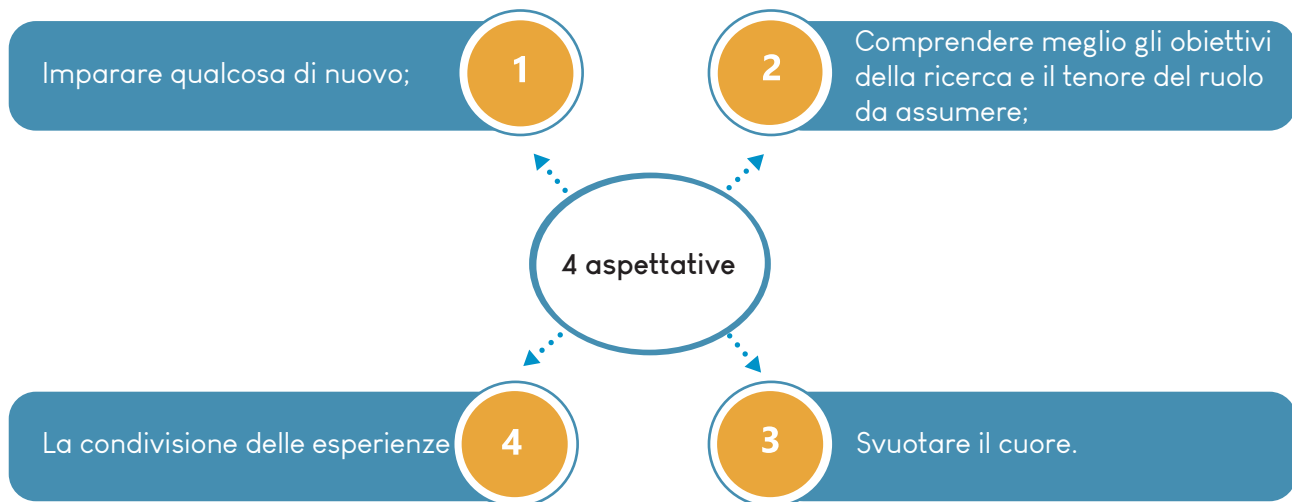 Imparare qualcosa di nuovo;
1
2
Comprendere meglio gli obiettivi
della ricerca e il tenore del ruolo
da assumere;
4 aspettative
La condivisione delle esperienze
4
3
Svuotare il cuore.